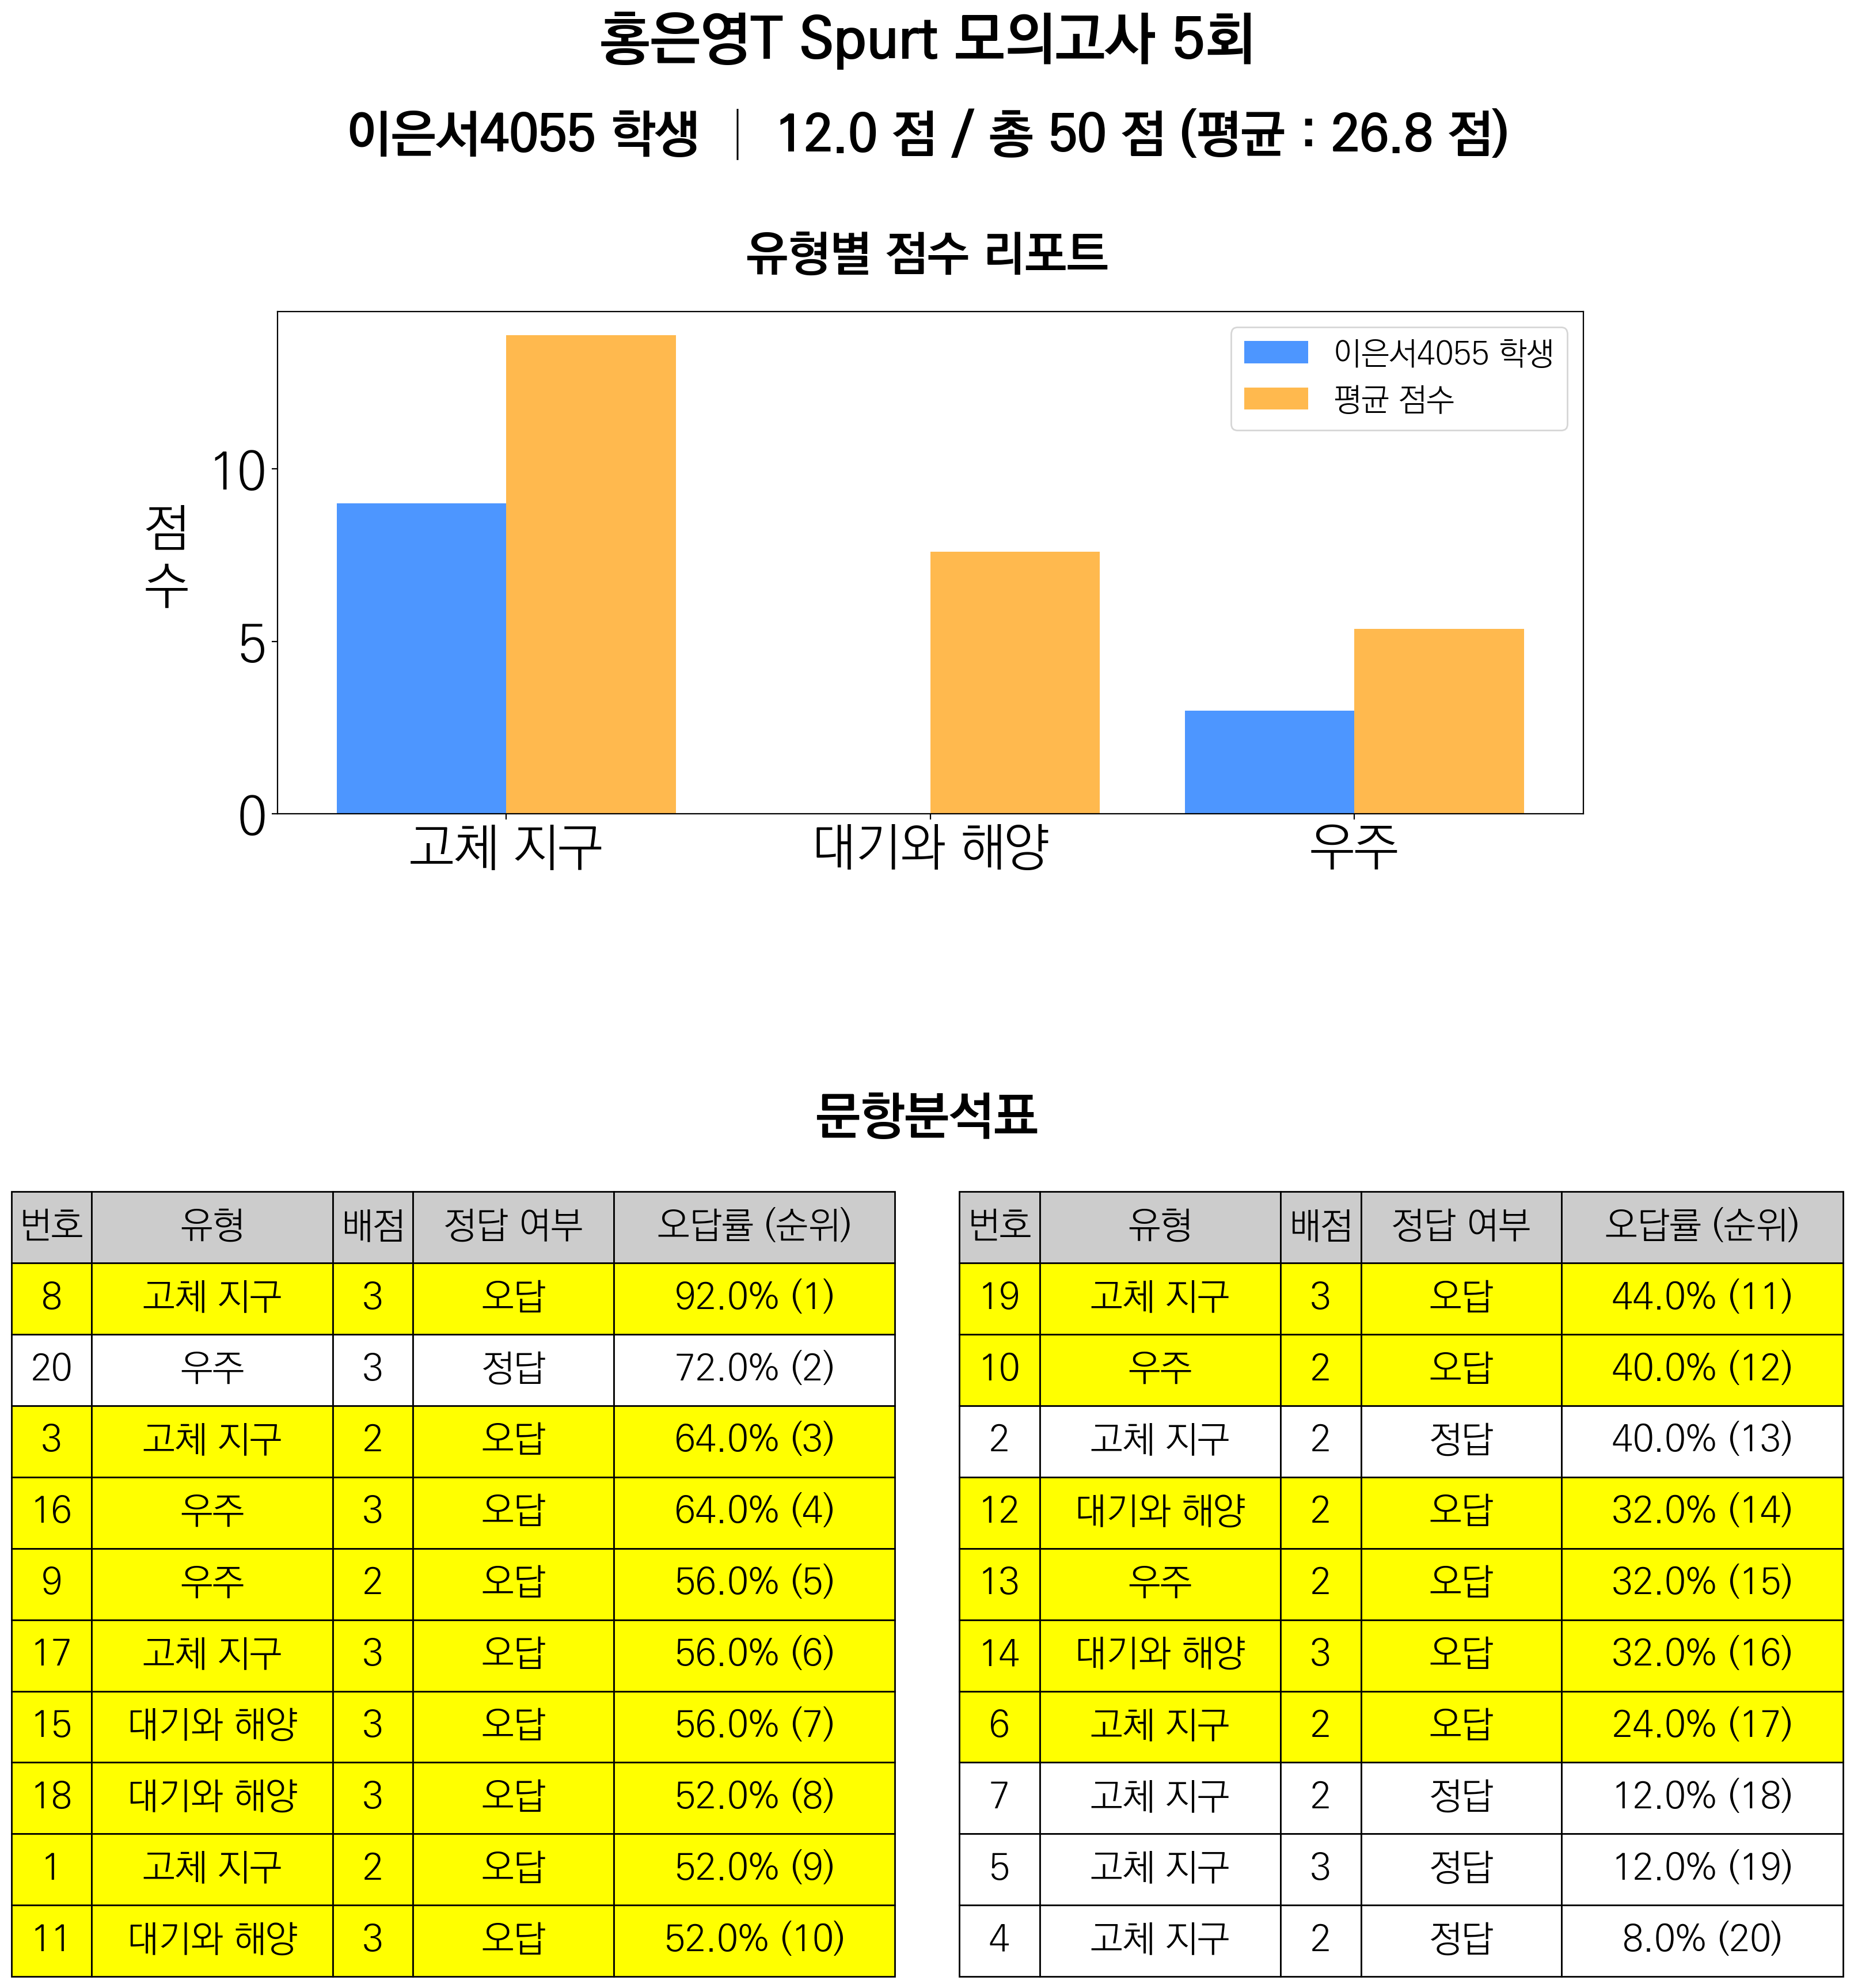 홍은영T Spurt 모의고사 5회
이은서4055 학생 | 12.0 점 / 총 50 점 (평균 : 26.8 점)
유형별 점수 리포트
이은서4055 학생
평균 점수
점
수
10
5
0
고체 지구 대기와 해양 우주
문항분석표
번호 유형 배점 정답 여부 오답률 (순위)
8 고체 지구 3 오답 92.0% (1)
20 우주 3 정답 72.0% (2)
3 고체 지구 2 오답 64.0% (3)
16 우주 3 오답 64.0% (4)
9 우주 2 오답 56.0% (5)
17 고체 지구 3 오답 56.0% (6)
15 대기와 해양 3 오답 56.0% (7)
18 대기와 해양 3 오답 52.0% (8)
1 고체 지구 2 오답 52.0% (9)
11 대기와 해양 3 오답 52.0% (10)
번호 유형 배점 정답 여부 오답률 (순위)
19 고체 지구 3 오답 44.0% (11)
10 우주 2 오답 40.0% (12)
2 고체 지구 2 정답 40.0% (13)
12 대기와 해양 2 오답 32.0% (14)
13 우주 2 오답 32.0% (15)
14 대기와 해양 3 오답 32.0% (16)
6 고체 지구 2 오답 24.0% (17)
7 고체 지구 2 정답 12.0% (18)
5 고체 지구 3 정답 12.0% (19)
4 고체 지구 2 정답 8.0% (20)